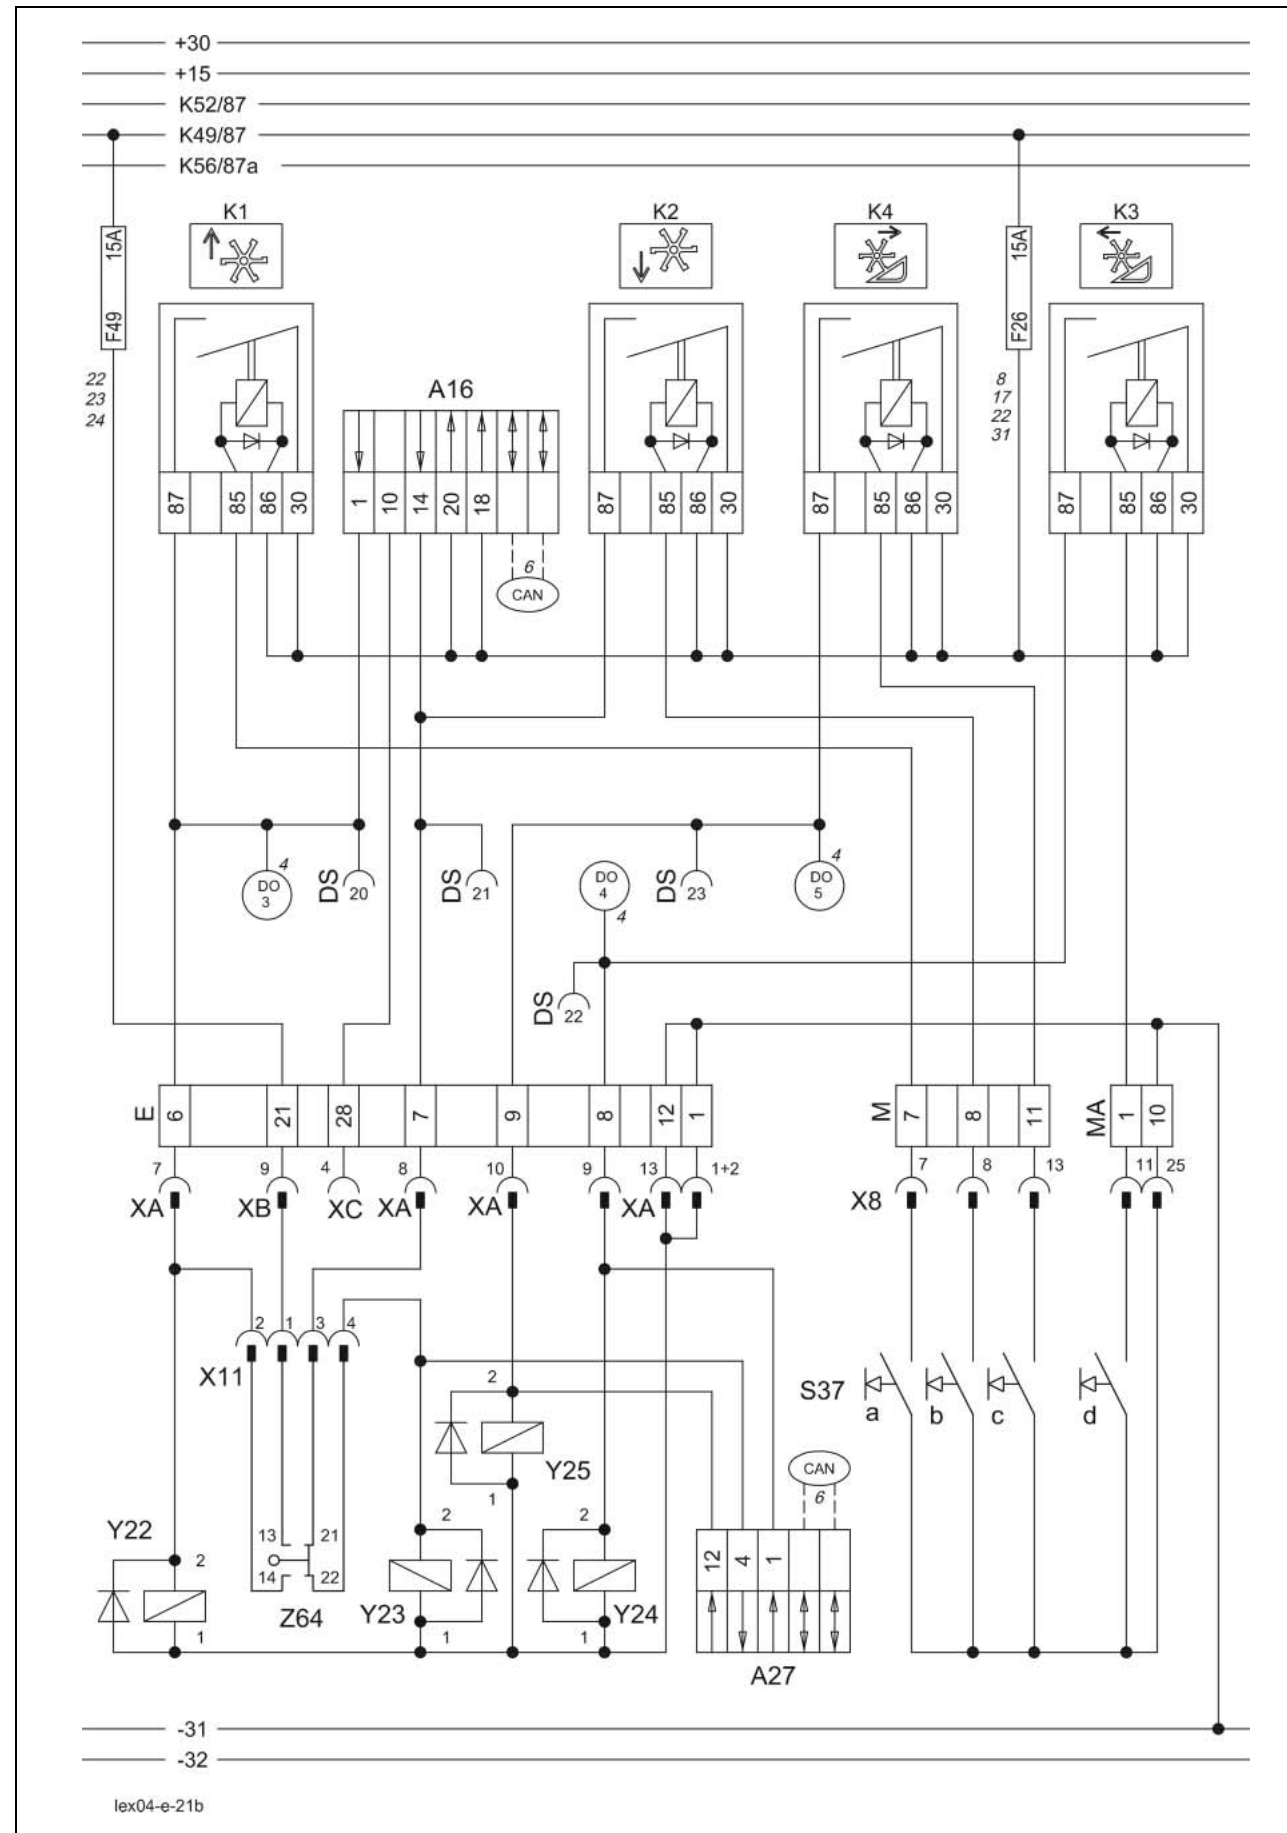 +30
+15
K52/87
K49/87
K56/87a
K1 K2 K4 K3
15A F49
15A F26
22
23
24
8
17
22
31
A16
87 85 86 30
1 10 14 20 18
87 85 86 30
87 85 86 30
87 85 86 30
6
CAN
4 4
DO 3
DS 20
DS 21
DO 4
4
DS 23
DO 5
DS 22
E 6 21 28 7 9 8 12 1
M 7 8 11
MA 1 10
7 9 4 8 10 9 13 1+2 7 8 13 11 25
XA XB XC XA XA XA X8
2 1 3 4
X11
S37 a b c d
2
Y25
1
CAN
6
Y22
2
1
13 21
14 22
Z64
2
Y23
1
2
Y24
1
12 4 1
A27
-31
-32
lex04-e-21b